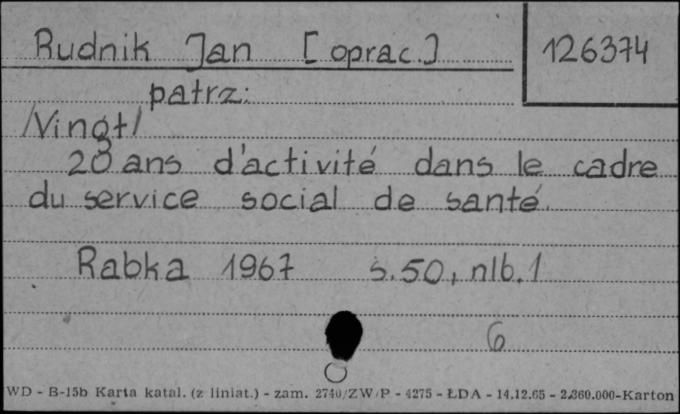 Rudnik Jan [oprac.] 126374
patrz:
/Vingt/
20 ans d'activité dans le cadre
du service social de santé.
Rabka 1967 s.50, nlb.1
6
WD - B-15b Karta katal. (z liniat.) - zam. 2740/ZW/P - 4275 - ŁDA - 14.12.65 - 2.360.000-Karton